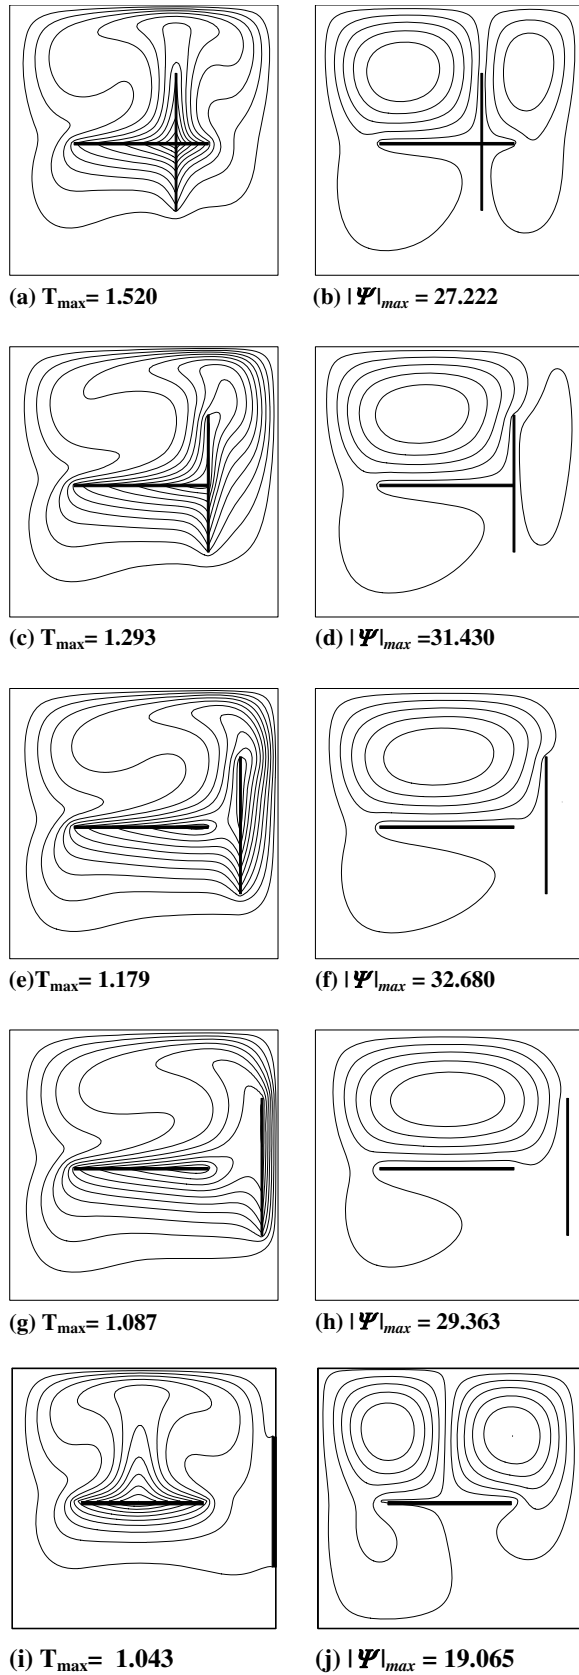 (a) Tmax= 1.520
(b) |Ψ|max = 27.222
(c) Tmax= 1.293
(d) |Ψ|max =31.430
(e)Tmax= 1.179
(f) |Ψ|max = 32.680
(g) Tmax= 1.087
(h) |Ψ|max = 29.363
(i) Tmax= 1.043
(j) |Ψ|max = 19.065